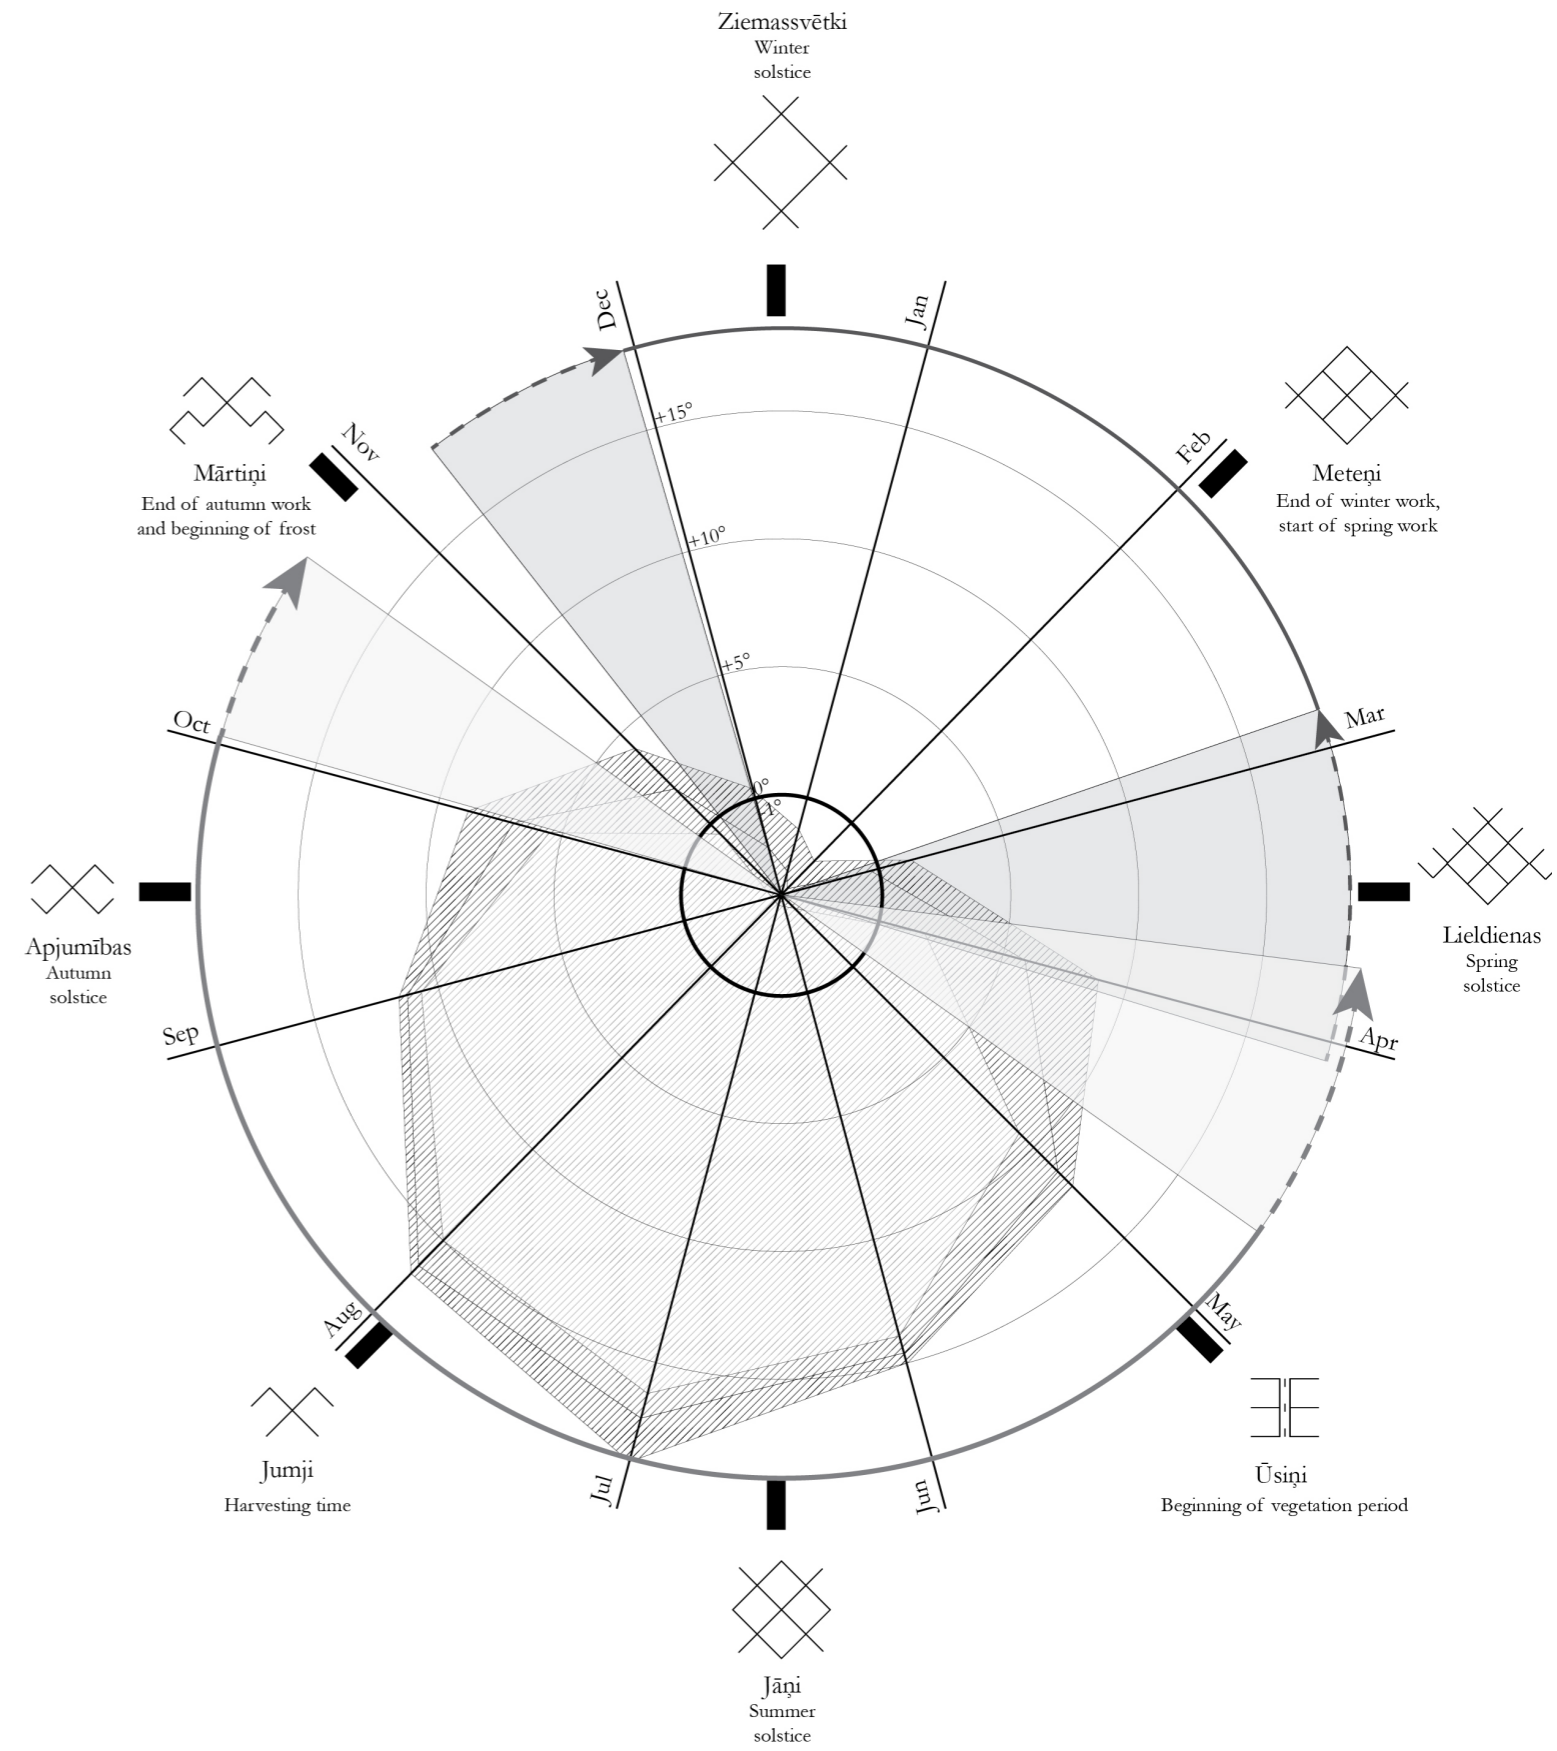 Ziemassvētki
Winter
solstice
Dec
Jan
Nov
Feb
Mārtiņi
End of autumn work
and beginning of frost
Meteņi
End of winter work,
start of spring work
+15°
+10°
+5°
0°
Oct
Mar
Apjumības
Autumn
solstice
Lieldienas
Spring
solstice
Sep
Apr
Aug
May
Jumji
Harvesting time
Ūsiņi
Beginning of vegetation period
Jul
Jun
Jāņi
Summer
solstice